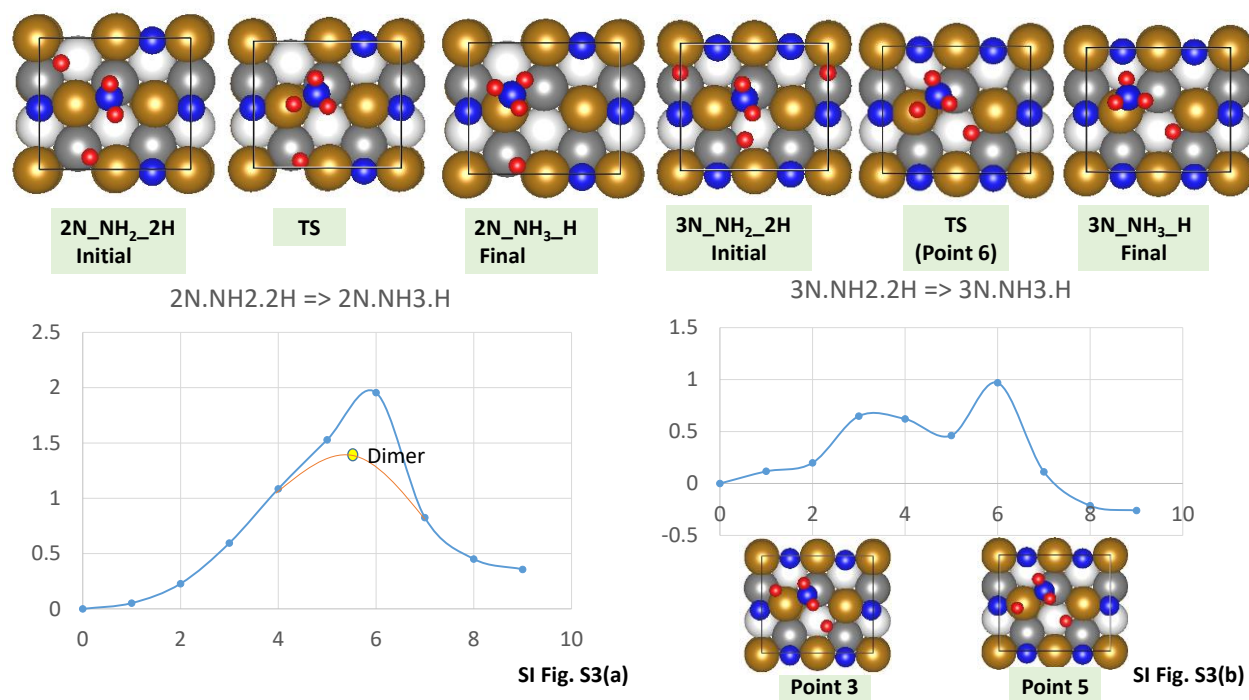 2N_NH₂_2H
Initial
TS
2N_NH₃_H
Final
3N_NH₂_2H
Initial
TS
(Point 6)
3N_NH₃_H
Final
2N.NH2.2H => 2N.NH3.H
2.5
2
1.5
1
0.5
0
0 2 4 6 8 10
Dimer
SI Fig. S3(a)
3N.NH2.2H => 3N.NH3.H
1.5
1
0.5
0
-0.5
0 2 4 6 8 10
Point 3
Point 5
SI Fig. S3(b)